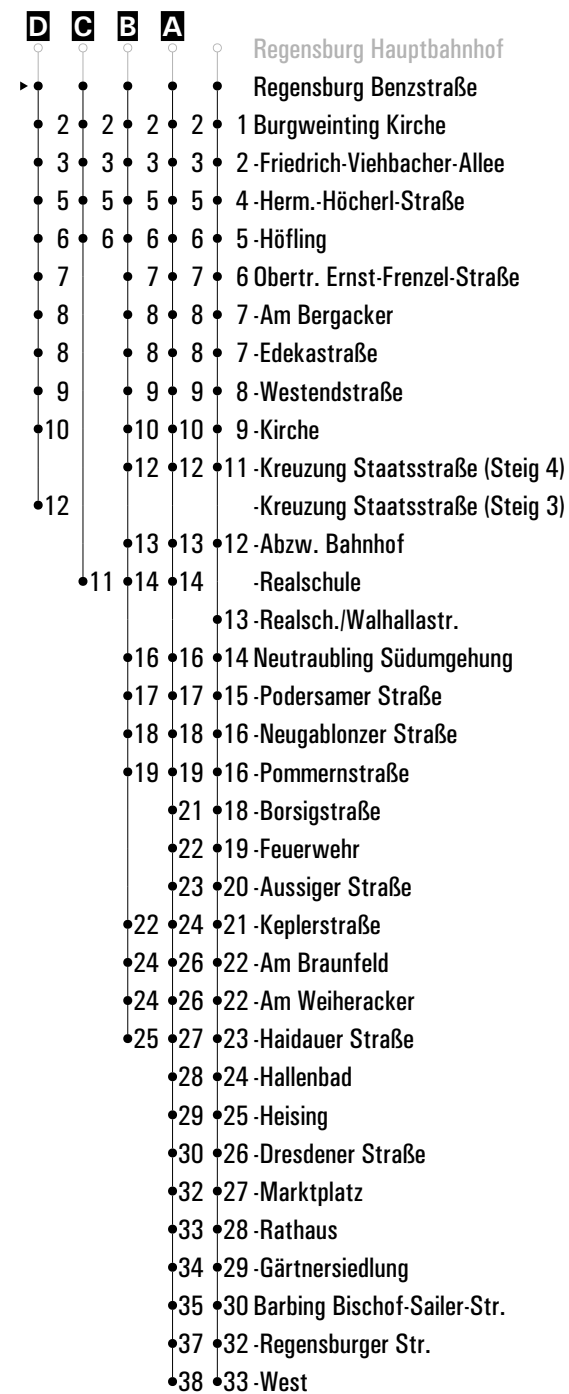 D C B A
Regensburg Hauptbahnhof
Regensburg Benzstraße
2 2 2 2 1 Burgweinting Kirche
3 3 3 3 2 -Friedrich-Viehbacher-Allee
5 5 5 5 4 -Herm.-Höcherl-Straße
6 6 6 6 5 -Höfling
7 7 7 6 Obertr. Ernst-Frenzel-Straße
8 8 8 7 -Am Bergacker
8 8 8 7 -Edekastraße
9 9 9 8 -Westendstraße
10 10 10 9 -Kirche
12 12 11 -Kreuzung Staatsstraße (Steig 4)
12 -Kreuzung Staatsstraße (Steig 3)
13 13 12 -Abzw. Bahnhof
11 14 14 -Realschule
13 -Realsch./Walhallastr.
16 16 14 Neutraubling Südumgehung
17 17 15 -Podersamer Straße
18 18 16 -Neugablonzer Straße
19 19 16 -Pommernstraße
21 18 -Borsigstraße
22 19 -Feuerwehr
23 20 -Aussiger Straße
22 24 21 -Keplerstraße
24 26 22 -Am Braunfeld
24 26 22 -Am Weiheracker
25 27 23 -Haidauer Straße
28 24 -Hallenbad
29 25 -Heising
30 26 -Dresdener Straße
32 27 -Marktplatz
33 28 -Rathaus
34 29 -Gärtnersiedlung
35 30 Barbing Bischof-Sailer-Str.
37 32 -Regensburger Str.
38 33 -West